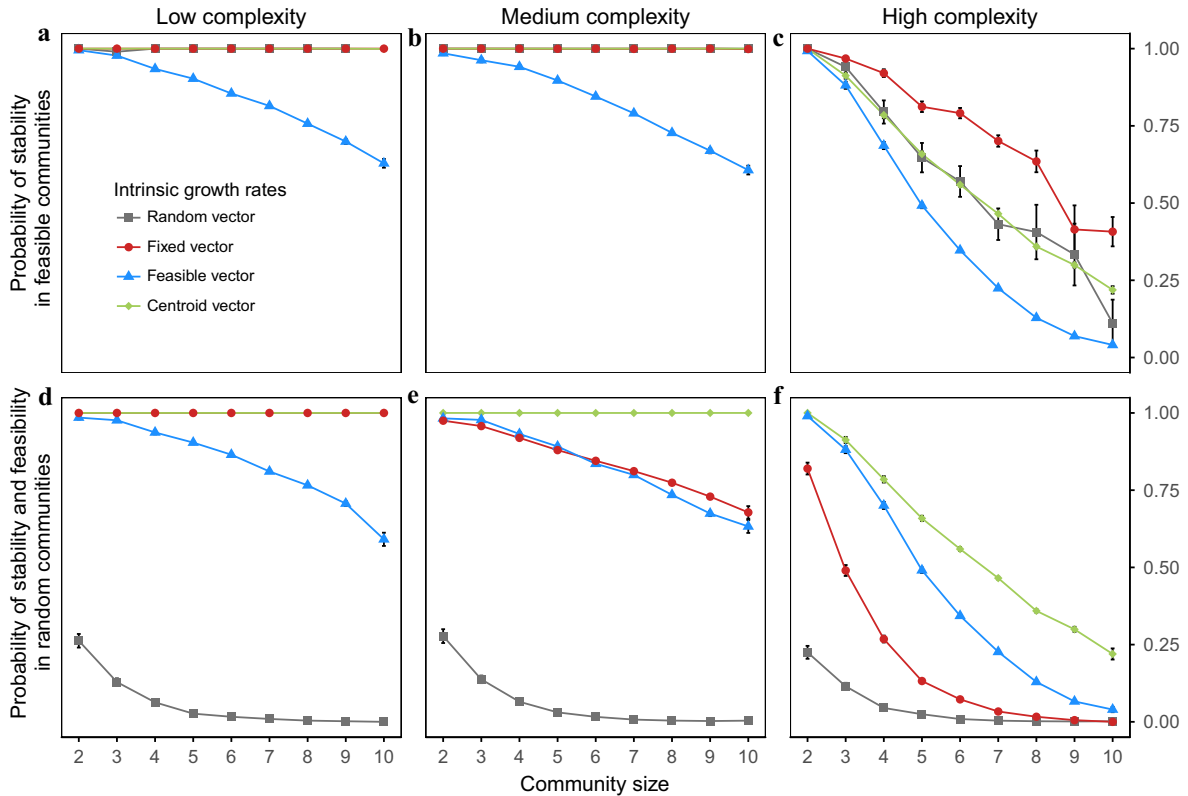 Low complexity
Medium complexity
High complexity
a
b
c
Probability of stability
in feasible communities
Intrinsic growth rates
Random vector
Fixed vector
Feasible vector
Centroid vector
1.00
0.75
0.50
0.25
0.00
d
e
f
Probability of stability and feasibility
in random communities
1.00
0.75
0.50
0.25
0.00
2 3 4 5 6 7 8 9 10
2 3 4 5 6 7 8 9 10
2 3 4 5 6 7 8 9 10
Community size